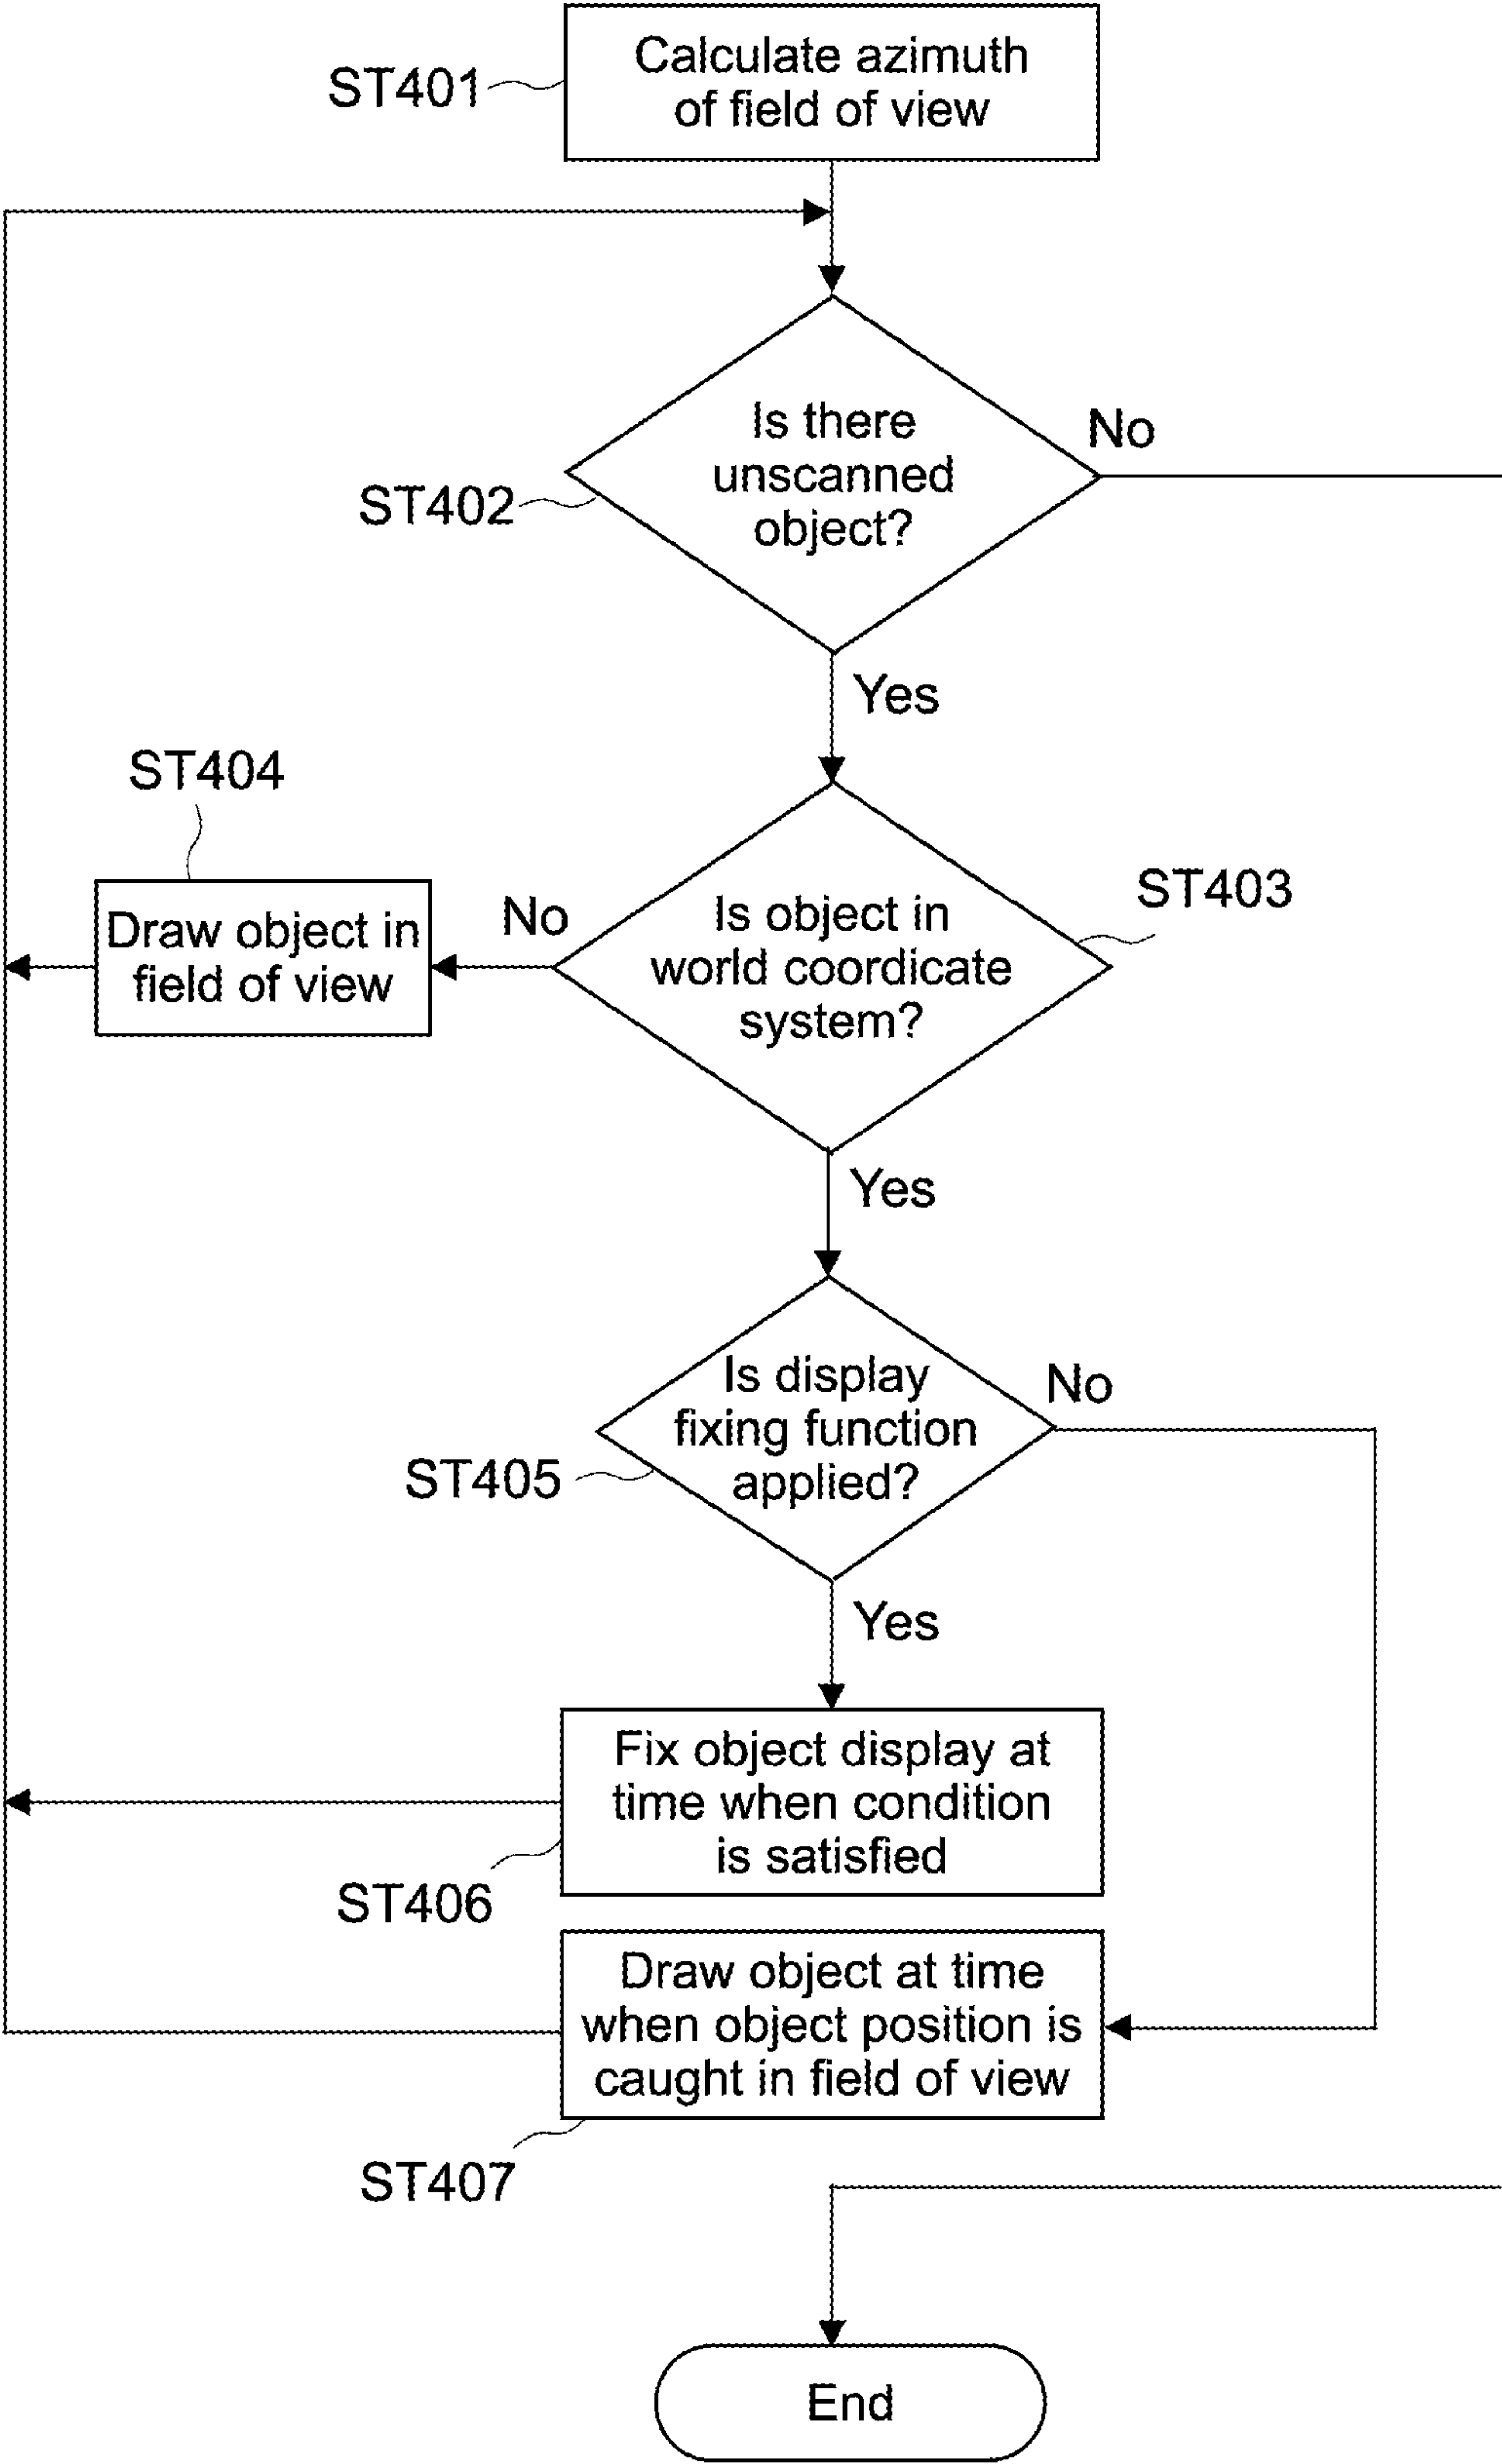 Calculate azimuth
of field of view
ST401
Is there
unscanned
object?
No
ST402
Yes
ST404
Draw object in
field of view
No
Is object in
world coordicate
system?
ST403
Yes
Is display
fixing function
applied?
No
ST405
Yes
Fix object display at
time when condition
is satisfied
ST406
Draw object at time
when object position is
caught in field of view
ST407
End